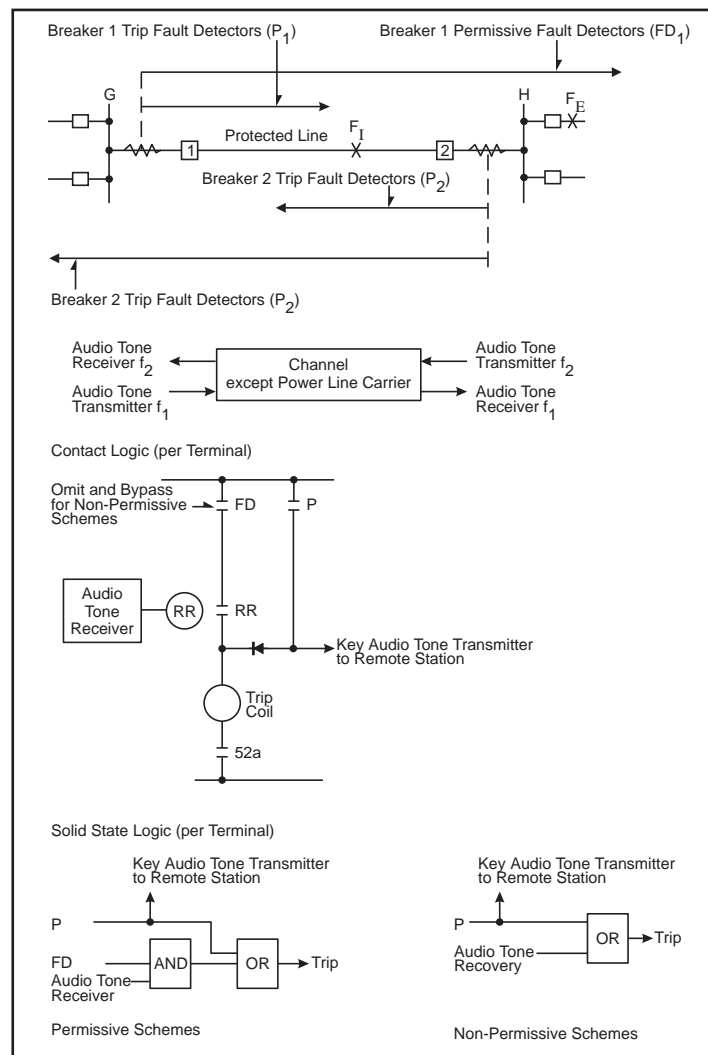 Breaker 1 Trip Fault Detectors (P1)
Breaker 1 Permissive Fault Detectors (FD1)
G
H
FE
FI
Protected Line
1
2
Breaker 2 Trip Fault Detectors (P2)
Breaker 2 Trip Fault Detectors (P2)
Audio Tone
Receiver f2
Audio Tone
Transmitter f1
Channel
except Power Line Carrier
Audio Tone
Transmitter f2
Audio Tone
Receiver f1
Contact Logic (per Terminal)
Omit and Bypass
for Non-Permissive
Schemes
FD
P
Audio
Tone
Receiver
RR
RR
Key Audio Tone Transmitter
to Remote Station
Trip
Coil
52a
Solid State Logic (per Terminal)
Key Audio Tone Transmitter
to Remote Station
P
FD
Audio Tone
Receiver
AND
OR
Trip
Permissive Schemes
Key Audio Tone Transmitter
to Remote Station
P
Audio Tone
Recovery
OR
Trip
Non-Permissive Schemes